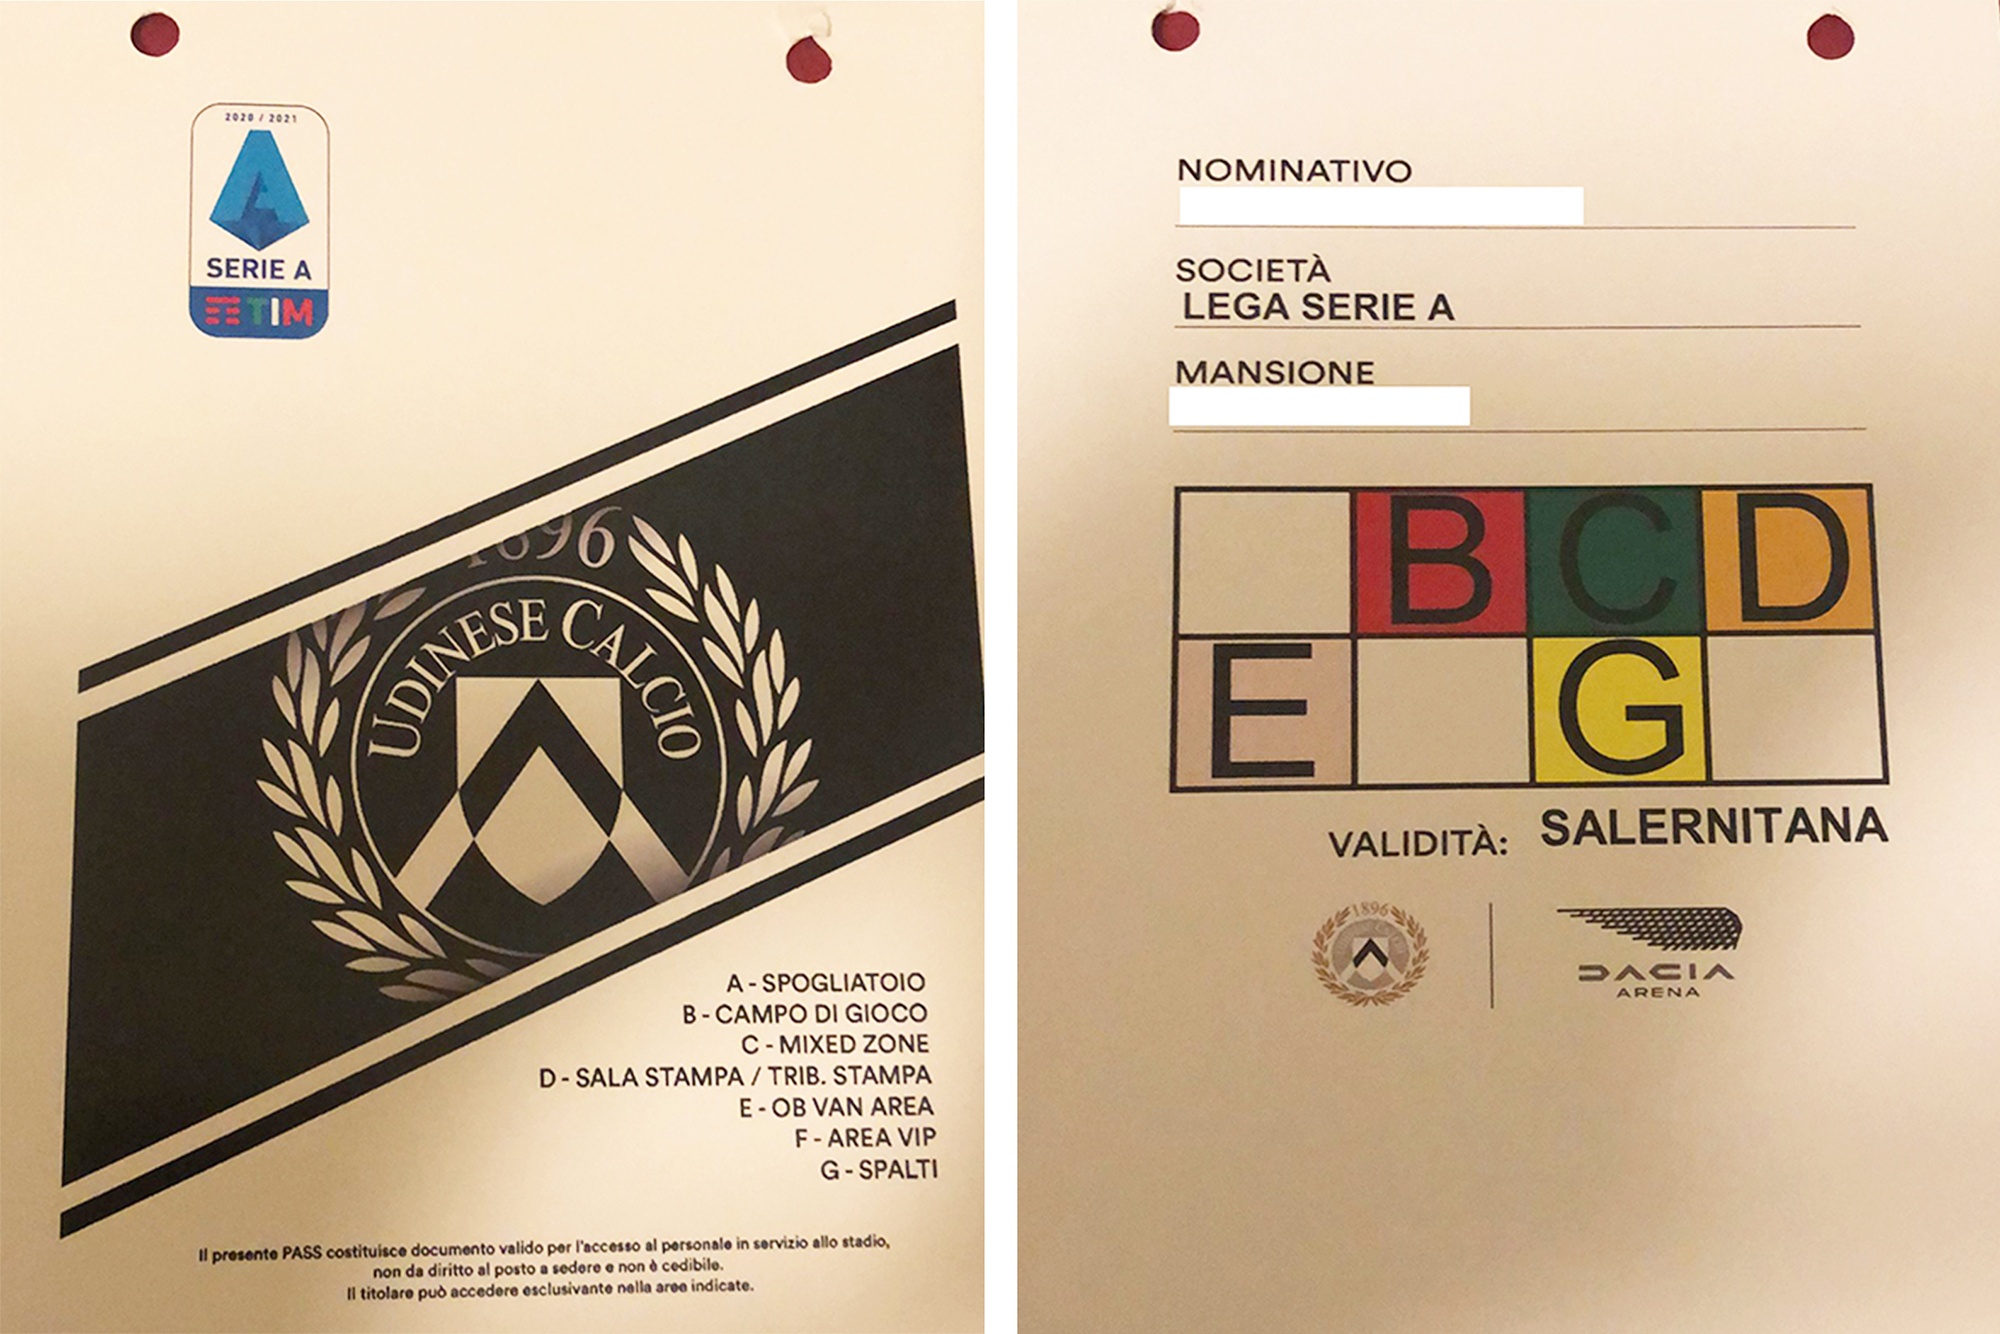 2020 / 2021
SERIE A
TIM
1896
UDINESE CALCIO
A - SPOGLIATOIO
B - CAMPO DI GIOCO
C - MIXED ZONE
D - SALA STAMPA / TRIB. STAMPA
E - OB VAN AREA
F - AREA VIP
G - SPALTI
Il presente PASS costituisce documento valido per l'accesso al personale in servizio allo stadio,
non da diritto al posto a sedere e non è cedibile.
Il titolare può accedere esclusivante nella aree indicate.
NOMINATIVO
SOCIETÀ
LEGA SERIE A
MANSIONE
B C D
E G
VALIDITÀ: SALERNITANA
1896
DACIA
ARENA